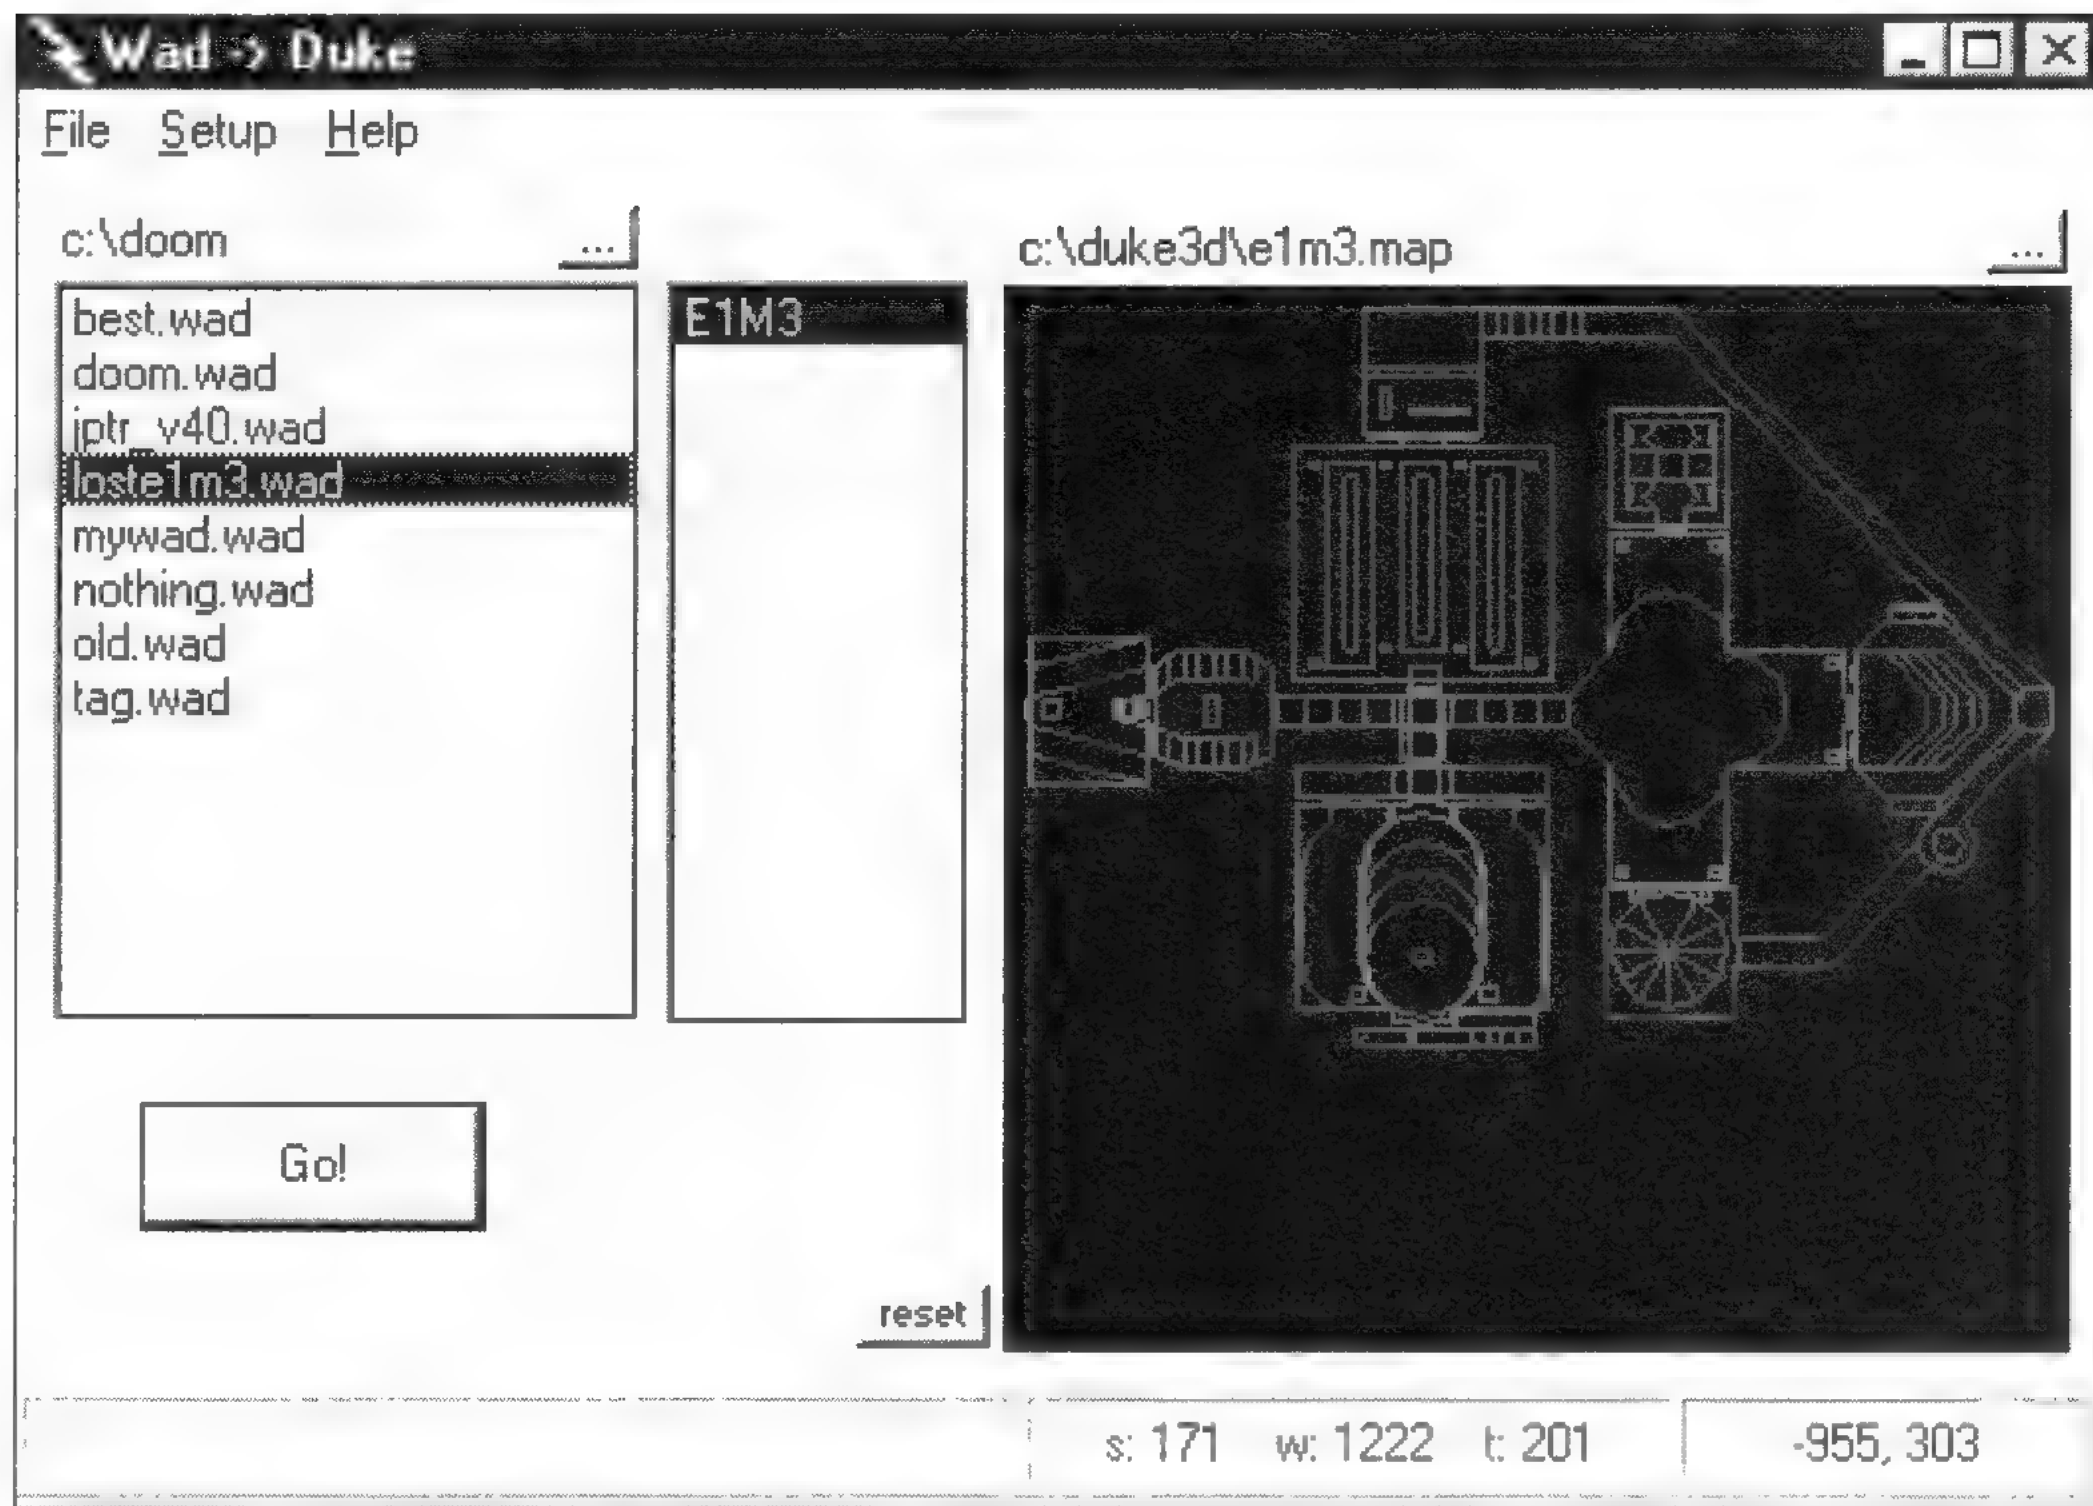 Wad -> Duke
File Setup Help
c:\doom ...
best.wad
doom.wad
jptr_v40.wad
loste1m3.wad
mywad.wad
nothing.wad
old.wad
tag.wad
E1M3
c:\duke3d\e1m3.map ...
Go!
reset
s: 171 w: 1222 t: 201
-955, 303